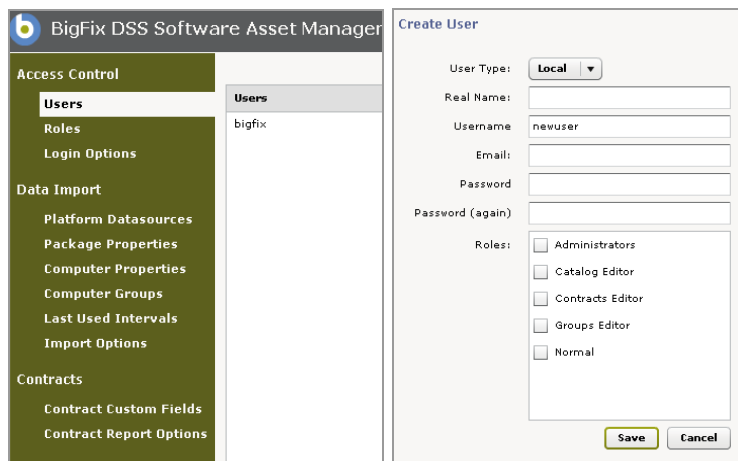 BigFix DSS Software Asset Manager
Access Control
Users
Roles
Login Options
Data Import
Platform Datasources
Package Properties
Computer Properties
Computer Groups
Last Used Intervals
Import Options
Contracts
Contract Custom Fields
Contract Report Options
Users
bigfix
Create User
User Type: Local
Real Name:
Username newuser
Email:
Password
Password (again)
Roles: Administrators
Catalog Editor
Contracts Editor
Groups Editor
Normal
Save Cancel